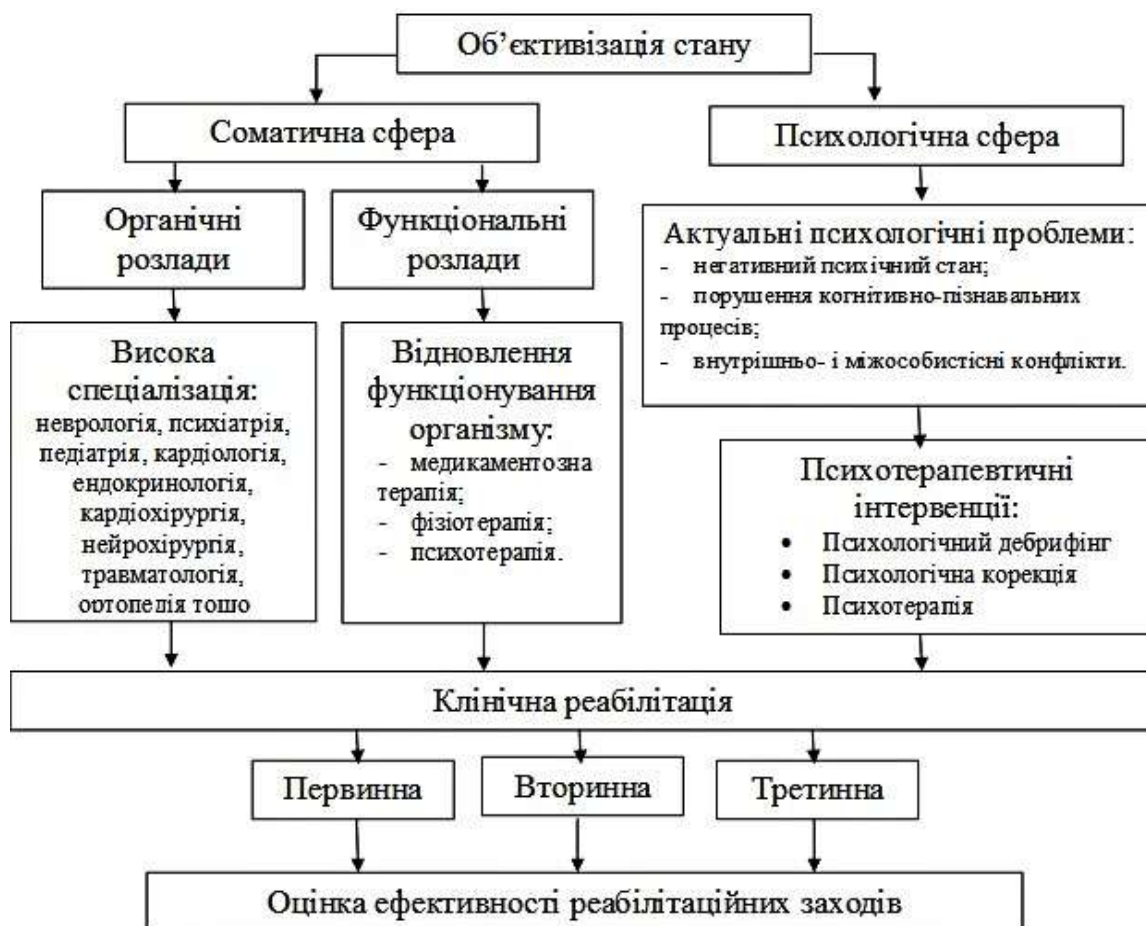 Об’єктивізація стану
Соматична сфера
Психологічна сфера
Органічні
розлади
Функціональні
розлади
Актуальні психологічні проблеми:
- негативний психічний стан;
- порушення когнітивно-пізнавальних
процесів;
- внутрішньо- і міжособистісні конфлікти.
Висока
спеціалізація:
неврологія, психіатрія,
педіатрія, кардіологія,
ендокринологія,
кардіохірургія,
нейрохірургія,
травматологія,
ортопедія тощо
Відновлення
функціонування
організму:
- медикаментозна
терапія;
- фізіотерапія;
- психотерапія.
Психотерапевтичні
інтервенції:
• Психологічний дебрифінг
• Психологічна корекція
• Психотерапія
Клінічна реабілітація
Первинна
Вторинна
Третинна
Оцінка ефективності реабілітаційних заходів